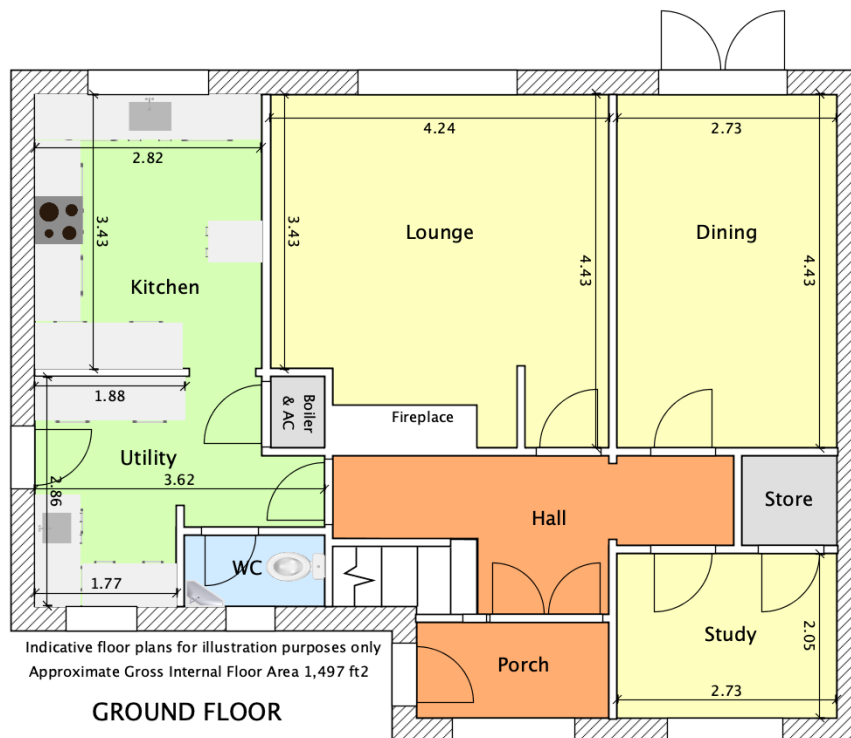 4.24
2.73
2.82
3.43
3.43
4.43
4.43
Lounge
Dining
Kitchen
1.88
Boiler
& AC
Fireplace
Utility
3.62
2.86
Hall
Store
WC
1.77
2.05
Study
Porch
2.73
Indicative floor plans for illustration purposes only
Approximate Gross Internal Floor Area 1,497 ft2
GROUND FLOOR